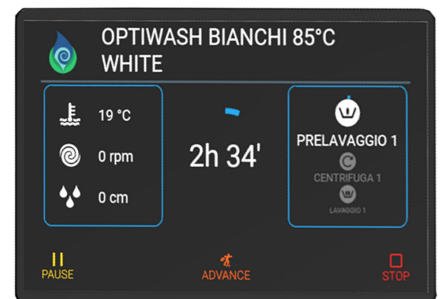 OPTIWASH BIANCHI 85°C
WHITE
19 °C
0 rpm
0 cm
2h 34'
PRELAVAGGIO 1
CENTRIFUGA 1
LAVAGGIO 1
PAUSE
ADVANCE
STOP